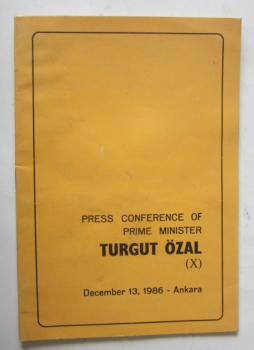 PRESS CONFERENCE OF
PRIME MINISTER
TURGUT ÖZAL
(X)
December 13, 1986 - Ankara